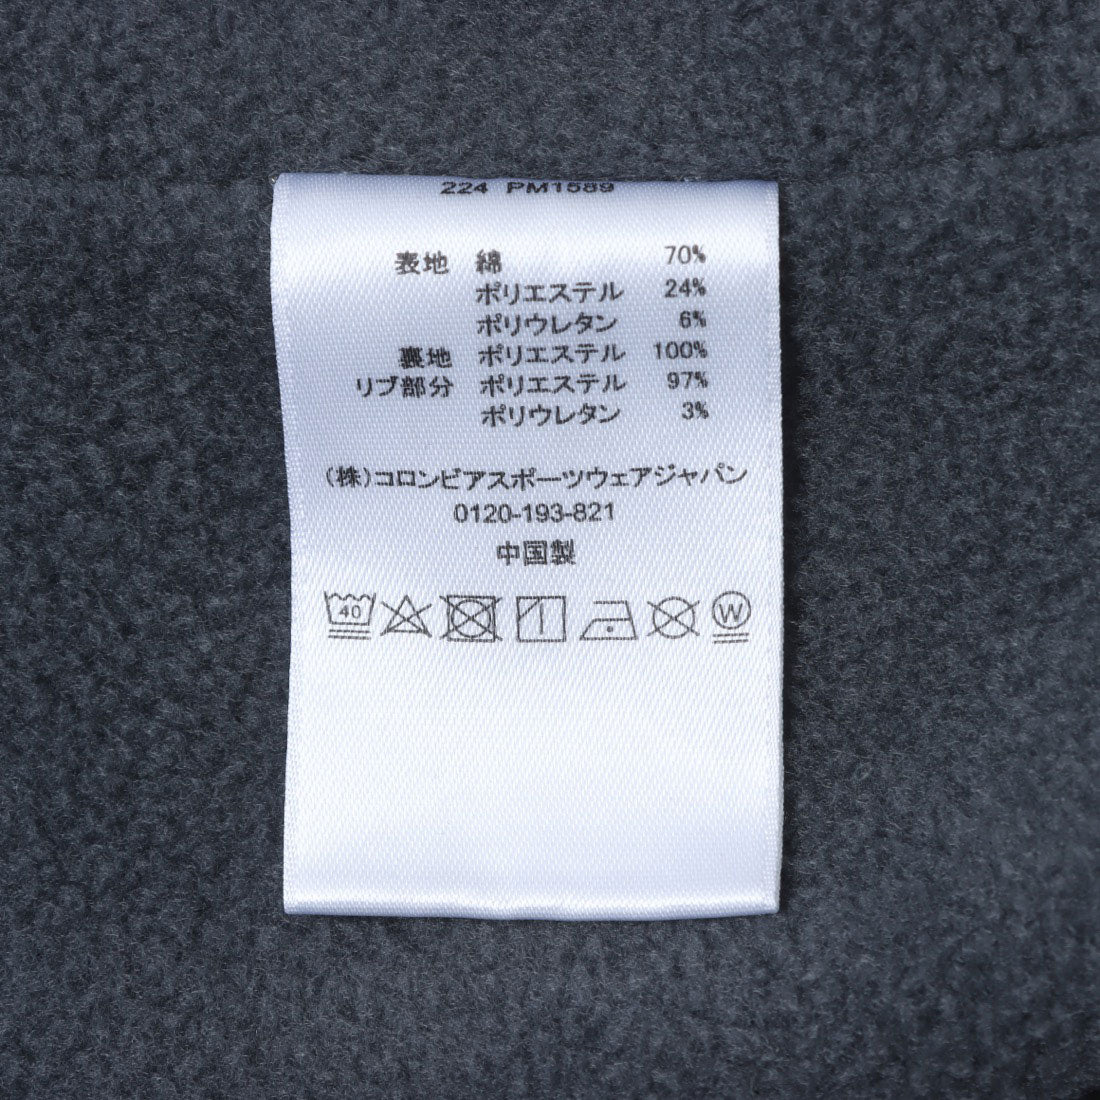 224 PM1589
表地 綿 70%
ポリエステル 24%
ポリウレタン 6%
裏地 ポリエステル 100%
リブ部分 ポリエステル 97%
ポリウレタン 3%
(株)コロンビアスポーツウェアジャパン
0120-193-821
中国製
40 W